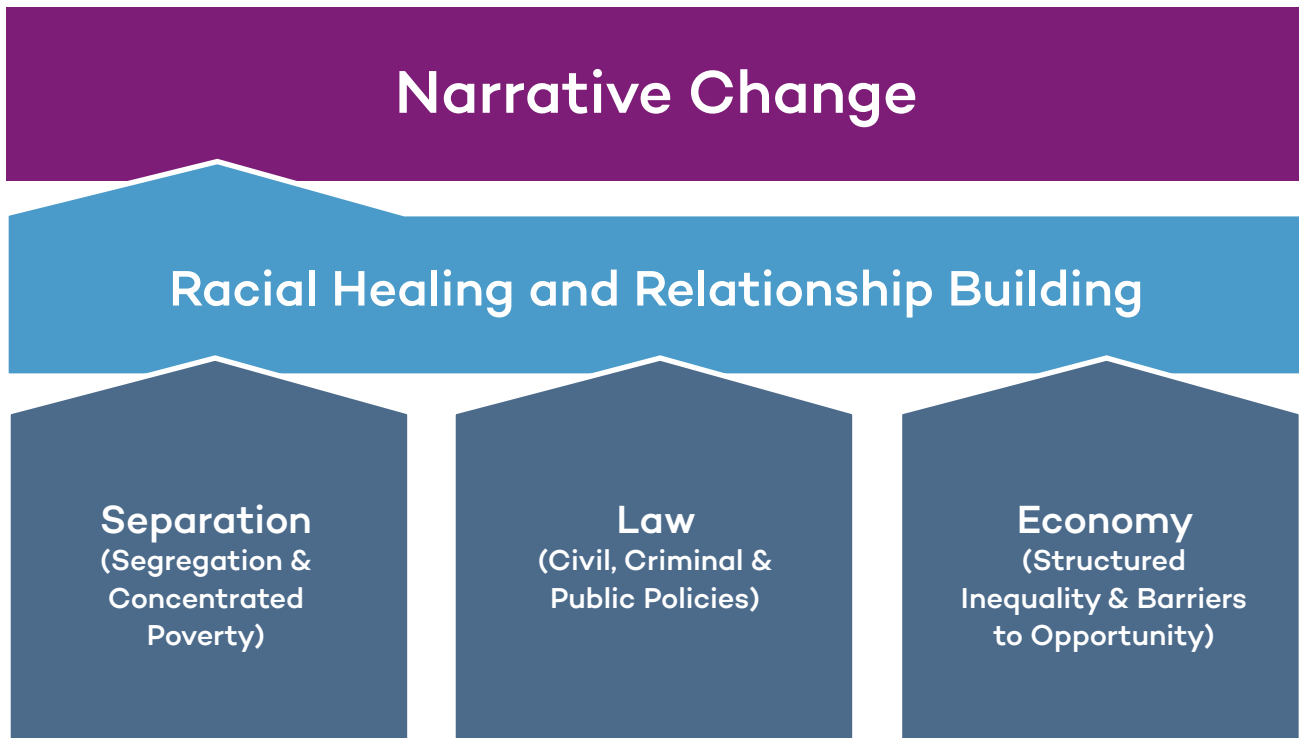 Narrative Change
Racial Healing and Relationship Building
Separation
(Segregation &
Concentrated
Poverty)
Law
(Civil, Criminal &
Public Policies)
Economy
(Structured
Inequality & Barriers
to Opportunity)